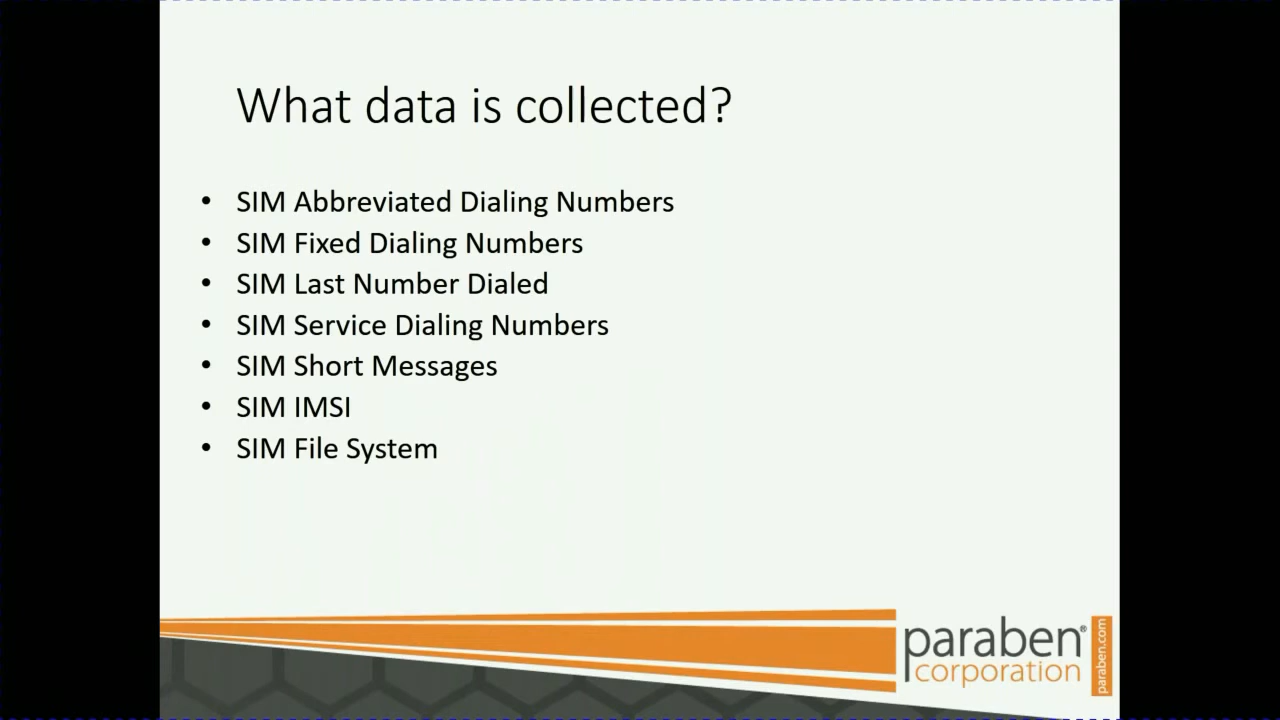 What data is collected?
• SIM Abbreviated Dialing Numbers
• SIM Fixed Dialing Numbers
• SIM Last Number Dialed
• SIM Service Dialing Numbers
• SIM Short Messages
• SIM IMSI
• SIM File System
paraben®
corporation
paraben.com